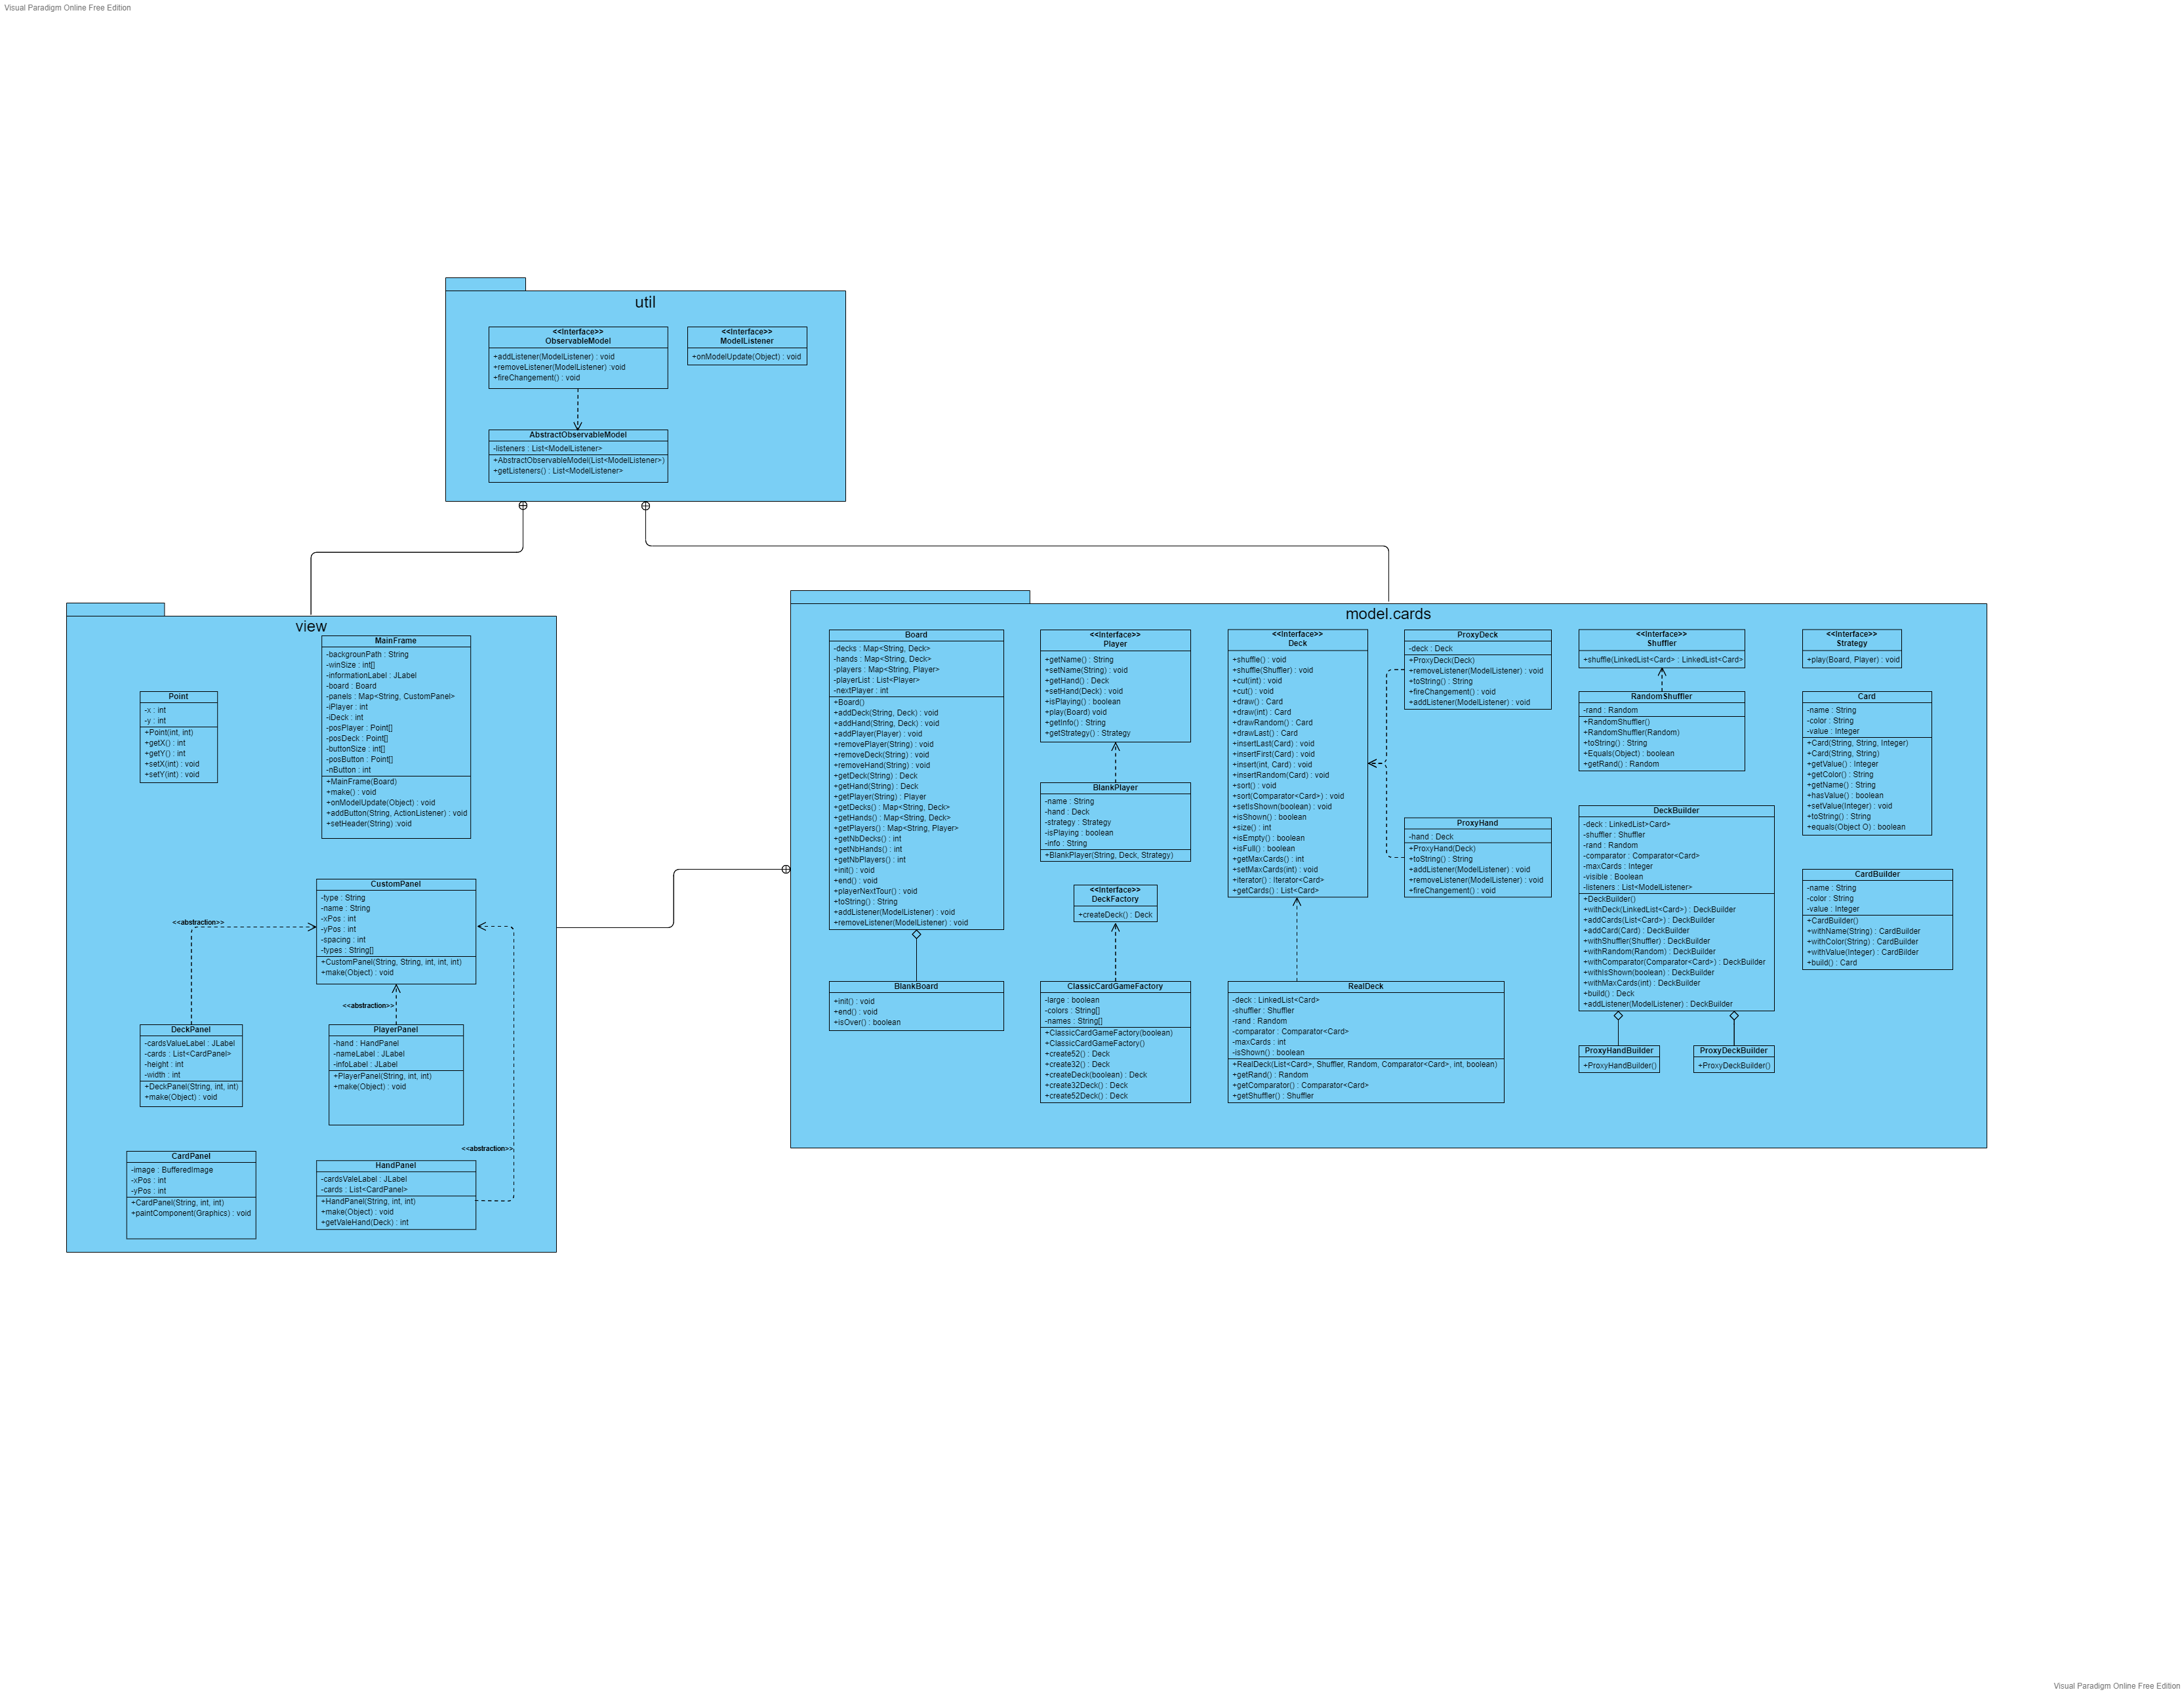 Visual Paradigm Online Free Edition
util
<<Interface>>
ObservableModel
+addListener(ModelListener) : void
+removeListener(ModelListener) :void
+fireChangement() : void
<<Interface>>
ModelListener
+onModelUpdate(Object) : void
AbstractObservableModel
-listeners : List<ModelListener>
+AbstractObservableModel(List<ModelListener>)
+getListeners() : List<ModelListener>
view
MainFrame
-backgrounPath : String
-winSize : int[]
-informationLabel : JLabel
-board : Board
-panels : Map<String, CustomPanel>
-iPlayer : int
-iDeck : int
-posPlayer : Point[]
-posDeck : Point[]
-buttonSize : int[]
-posButton : Point[]
-nButton : int
+MainFrame(Board)
+make() : void
+onModelUpdate(Object) : void
+addButton(String, ActionListener) : void
+setHeader(String) :void
Point
-x : int
-y : int
+Point(int, int)
+getX() : int
+getY() : int
+setX(int) : void
+setY(int) : void
CustomPanel
-type : String
-name : String
-xPos : int
-yPos : int
-spacing : int
-types : String[]
+CustomPanel(String, String, int, int, int)
+make(Object) : void
<<abstraction>>
<<abstraction>>
DeckPanel
-cardsValueLabel : JLabel
-cards : List<CardPanel>
-height : int
-width : int
+DeckPanel(String, int, int)
+make(Object) : void
PlayerPanel
-hand : HandPanel
-nameLabel : JLabel
-infoLabel : JLabel
+PlayerPanel(String, int, int)
+make(Object) : void
<<abstraction>>
CardPanel
-image : BufferedImage
-xPos : int
-yPos : int
+CardPanel(String, int, int)
+paintComponent(Graphics) : void
HandPanel
-cardsValeLabel : JLabel
-cards : List<CardPanel>
+HandPanel(String, int, int)
+make(Object) : void
+getValeHand(Deck) : int
model.cards
Board
-decks : Map<String, Deck>
-hands : Map<String, Deck>
-players : Map<String, Player>
-playerList : List<Player>
-nextPlayer : int
+Board()
+addDeck(String, Deck) : void
+addHand(String, Deck) : void
+addPlayer(Player) : void
+removePlayer(String) : void
+removeDeck(String) : void
+removeHand(String) : void
+getDeck(String) : Deck
+getHand(String) : Deck
+getPlayer(String) : Player
+getDecks() : Map<String, Deck>
+getHands() : Map<String, Deck>
+getPlayers() : Map<String, Player>
+getNbDecks() : int
+getNbHands() : int
+getNbPlayers() : int
+init() : void
+end() : void
+playerNextTour() : void
+toString() : String
+addListener(ModelListener) : void
+removeListener(ModelListener) : void
BlankBoard
+init() : void
+end() : void
+isOver() : boolean
<<Interface>>
Player
+getName() : String
+setName(String) : void
+getHand() : Deck
+setHand(Deck) : void
+isPlaying() : boolean
+play(Board) void
+getInfo() : String
+getStrategy() : Strategy
BlankPlayer
-name : String
-hand : Deck
-strategy : Strategy
-isPlaying : boolean
-info : String
+BlankPlayer(String, Deck, Strategy)
<<Interface>>
DeckFactory
+createDeck() : Deck
ClassicCardGameFactory
-large : boolean
-colors : String[]
-names : String[]
+ClassicCardGameFactory(boolean)
+ClassicCardGameFactory()
+create52() : Deck
+create32() : Deck
+createDeck(boolean) : Deck
+create32Deck() : Deck
+create52Deck() : Deck
<<Interface>>
Deck
+shuffle() : void
+shuffle(Shuffler) : void
+cut(int) : void
+cut() : void
+draw() : Card
+draw(int) : Card
+drawRandom() : Card
+drawLast() : Card
+insertLast(Card) : void
+insertFirst(Card) : void
+insert(int, Card) : void
+insertRandom(Card) : void
+sort() : void
+sort(Comparator<Card>) : void
+setIsShown(boolean) : void
+isShown() : boolean
+size() : int
+isEmpty() : boolean
+isFull() : boolean
+getMaxCards() : int
+setMaxCards(int) : void
+iterator() : Iterator<Card>
+getCards() : List<Card>
RealDeck
-deck : LinkedList<Card>
-shuffler : Shuffler
-rand : Random
-comparator : Comparator<Card>
-maxCards : int
-isShown() : boolean
+RealDeck(List<Card>, Shuffler, Random, Comparator<Card>, int, boolean)
+getRand() : Random
+getComparator() : Comparator<Card>
+getShuffler() : Shuffler
ProxyDeck
-deck : Deck
+ProxyDeck(Deck)
+removeListener(ModelListener) : void
+toString() : String
+fireChangement() : void
+addListener(ModelListener) : void
ProxyHand
-hand : Deck
+ProxyHand(Deck)
+toString() : String
+addListener(ModelListener) : void
+removeListener(ModelListener) : void
+fireChangement() : void
<<Interface>>
Shuffler
+shuffle(LinkedList<Card> : LinkedList<Card>
RandomShuffler
-rand : Random
+RandomShuffler()
+RandomShuffler(Random)
+toString() : String
+Equals(Object) : boolean
+getRand() : Random
DeckBuilder
-deck : LinkedList>Card>
-shuffler : Shuffler
-rand : Random
-comparator : Comparator<Card>
-maxCards : Integer
-visible : Boolean
-listeners : List<ModelListener>
+DeckBuilder()
+withDeck(LinkedList<Card>) : DeckBuilder
+addCards(List<Card>) : DeckBuilder
+addCard(Card) : DeckBuilder
+withShuffler(Shuffler) : DeckBuilder
+withRandom(Random) : DeckBuilder
+withComparator(Comparator<Card>) : DeckBuilder
+withIsShown(boolean) : DeckBuilder
+withMaxCards(int) : DeckBuilder
+build() : Deck
+addListener(ModelListener) : DeckBuilder
ProxyHandBuilder
+ProxyHandBuilder()
ProxyDeckBuilder
+ProxyDeckBuilder()
<<Interface>>
Strategy
+play(Board, Player) : void
Card
-name : String
-color : String
-value : Integer
+Card(String, String, Integer)
+Card(String, String)
+getValue() : Integer
+getColor() : String
+getName() : String
+hasValue() : boolean
+setValue(Integer) : void
+toString() : String
+equals(Object O) : boolean
CardBuilder
-name : String
-color : String
-value : Integer
+CardBuilder()
+withName(String) : CardBuilder
+withColor(String) : CardBuilder
+withValue(Integer) : CardBilder
+build() : Card
Visual Paradigm Online Free Edition